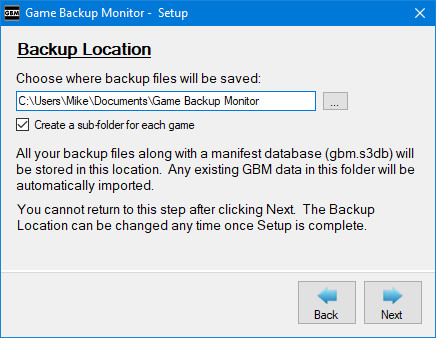 GBM Game Backup Monitor - Setup
Backup Location
Choose where backup files will be saved:
C:\Users\Mike\Documents\Game Backup Monitor ...
Create a sub-folder for each game
All your backup files along with a manifest database (gbm.s3db) will
be stored in this location. Any existing GBM data in this folder will be
automatically imported.
You cannot return to this step after clicking Next. The Backup
Location can be changed any time once Setup is complete.
Back Next